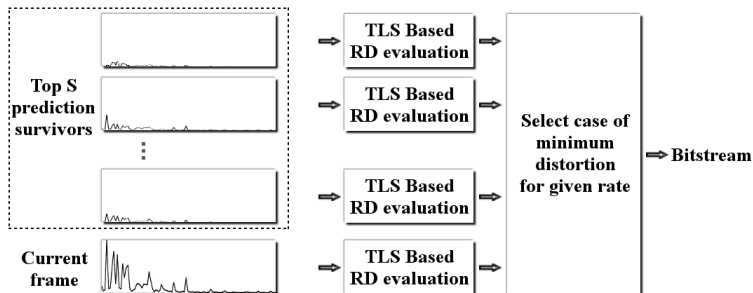 TLS Based
RD evaluation
Top S
prediction
survivors
TLS Based
RD evaluation
Select case of
minimum
distortion
for given rate
Bitstream
TLS Based
RD evaluation
Current
frame
TLS Based
RD evaluation